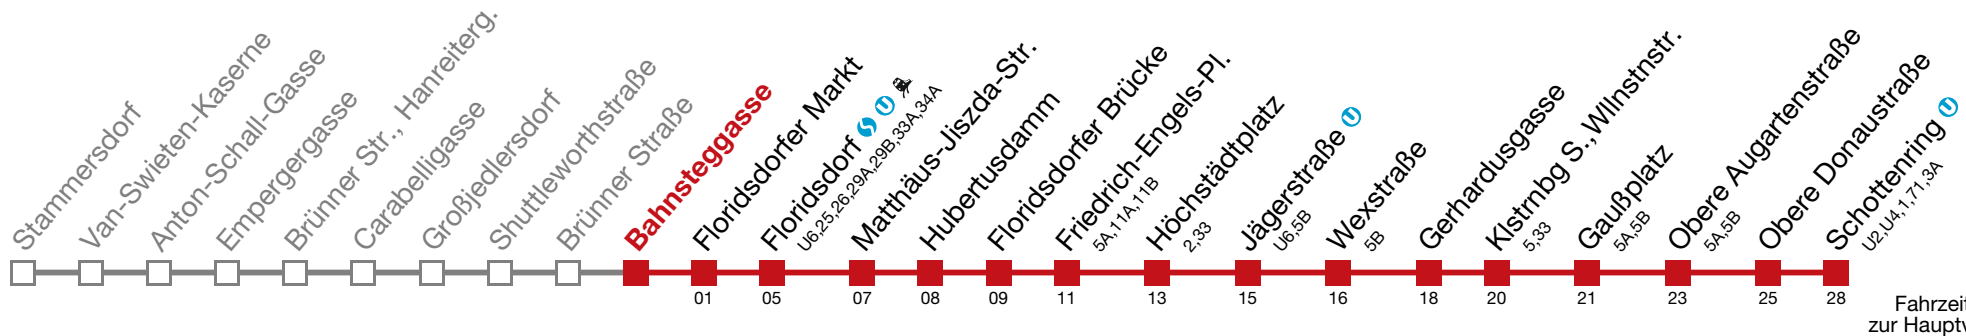 Stammersdorf
Van-Swieten-Kaserne
Anton-Schall-Gasse
Empergergasse
Brünner Str., Hanreiterg.
Carabelligasse
Großjedlersdorf
Shuttleworthstraße
Brünner Straße
Bahnsteggasse
Floridsdorfer Markt
01
Floridsdorf
U6,25,26,29A,29B,33A,34A
05
Matthäus-Jiszda-Str.
07
Hubertusdamm
08
Floridsdorfer Brücke
09
Friedrich-Engels-Pl.
5A,11A,11B
11
Höchstädtplatz
2,33
13
Jägerstraße U
U6,5B
15
Wexstraße
5B
16
Gerhardusgasse
18
Klstrnbg S., Wllnstnstr.
5,33
20
Gaußplatz
5A,5B
21
Obere Augartenstraße
5A,5B
23
Obere Donaustraße
25
Schottenring U
U2,U4,1,71,3A
28
Fahrzeit
zur Hauptv